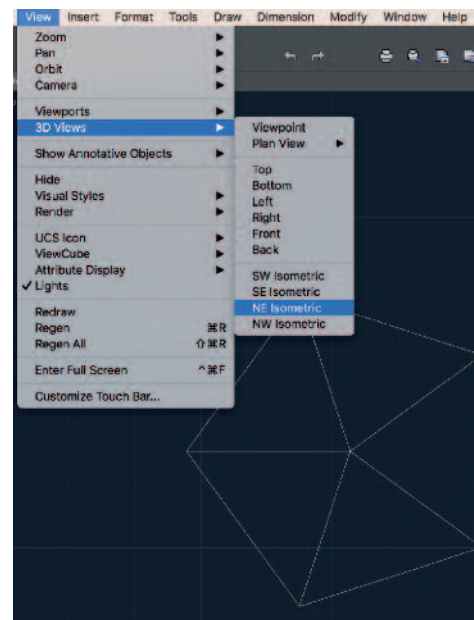 View Insert Format Tools Draw Dimension Modify Window Help
Zoom
Pan
Orbit
Camera
Viewports
3D Views
Show Annotative Objects
Hide
Visual Styles
Render
UCS Icon
ViewCube
Attribute Display
✓ Lights
Redraw
Regen ⌘R
Regen All ⇧⌘R
Enter Full Screen ^⌘F
Customize Touch Bar...
Viewpoint
Plan View
Top
Bottom
Left
Right
Front
Back
SW Isometric
SE Isometric
NE Isometric
NW Isometric